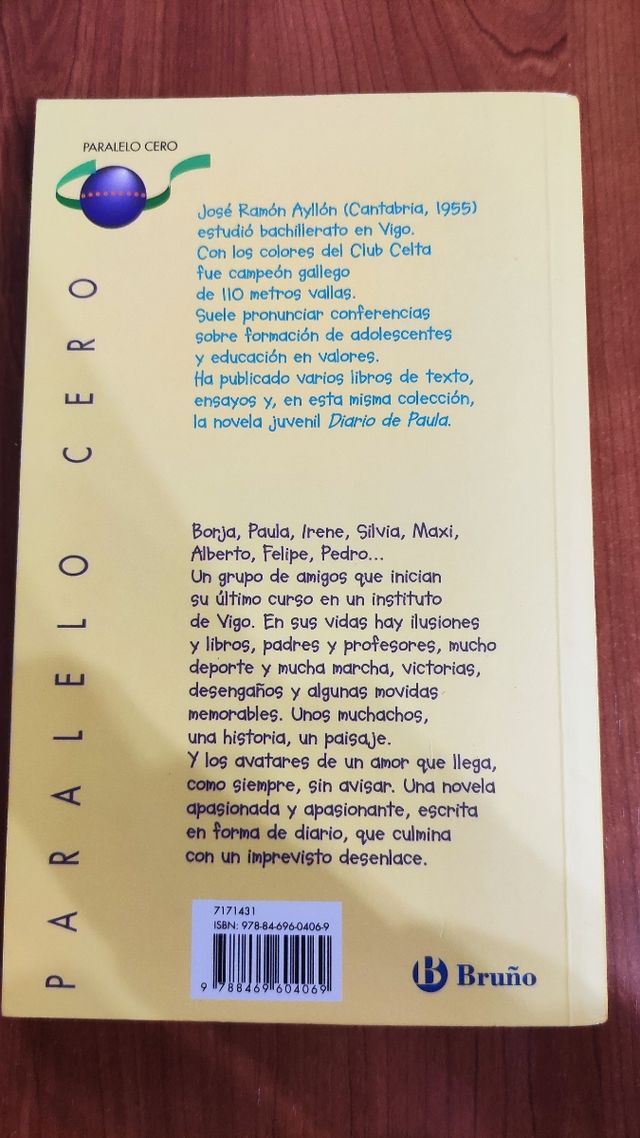 PARALELO CERO
PARALELO CERO
José Ramón Ayllón (Cantabria, 1955)
estudió bachillerato en Vigo.
Con los colores del Club Celta
fue campeón gallego
de 110 metros vallas.
Suele pronunciar conferencias
sobre formación de adolescentes
y educación en valores.
Ha publicado varios libros de texto,
ensayos y, en esta misma colección,
la novela juvenil Diario de Paula.
Borja, Paula, Irene, Silvia, Maxi,
Alberto, Felipe, Pedro...
Un grupo de amigos que inician
su último curso en un instituto
de Vigo. En sus vidas hay ilusiones
y libros, padres y profesores, mucho
deporte y mucha marcha, victorias,
desengaños y algunas movidas
memorables. Unos muchachos,
una historia, un paisaje.
Y los avatares de un amor que llega,
como siempre, sin avisar. Una novela
apasionada y apasionante, escrita
en forma de diario, que culmina
con un imprevisto desenlace.
7171431
ISBN: 978-84-696-0406-9
9 788469 604069
B Bruño